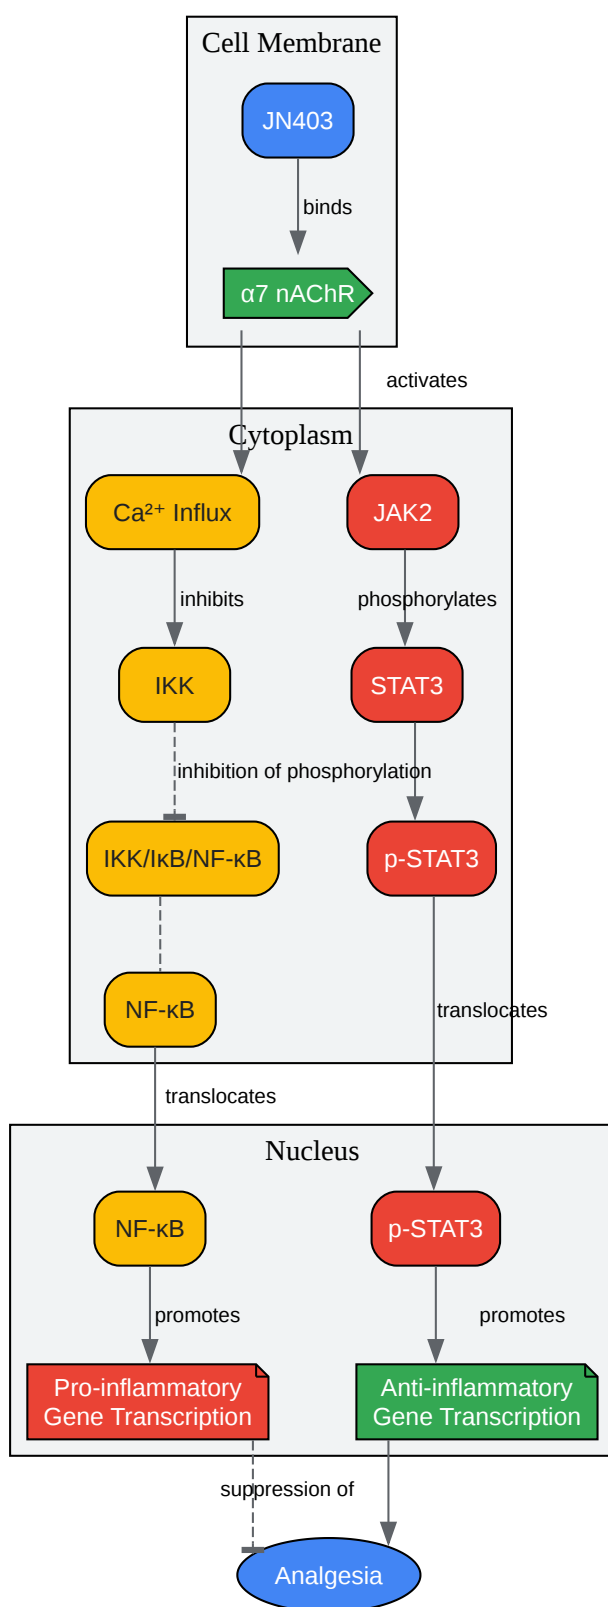 Cell Membrane
JN403
binds
α7 nAChR
activates
Cytoplasm
Ca²⁺ Influx
JAK2
inhibits
phosphorylates
IKK
STAT3
inhibition of phosphorylation
IKK/IκB/NF-κB
p-STAT3
NF-κB
translocates
translocates
Nucleus
NF-κB
p-STAT3
promotes
promotes
Pro-inflammatory
Gene Transcription
Anti-inflammatory
Gene Transcription
suppression of
Analgesia